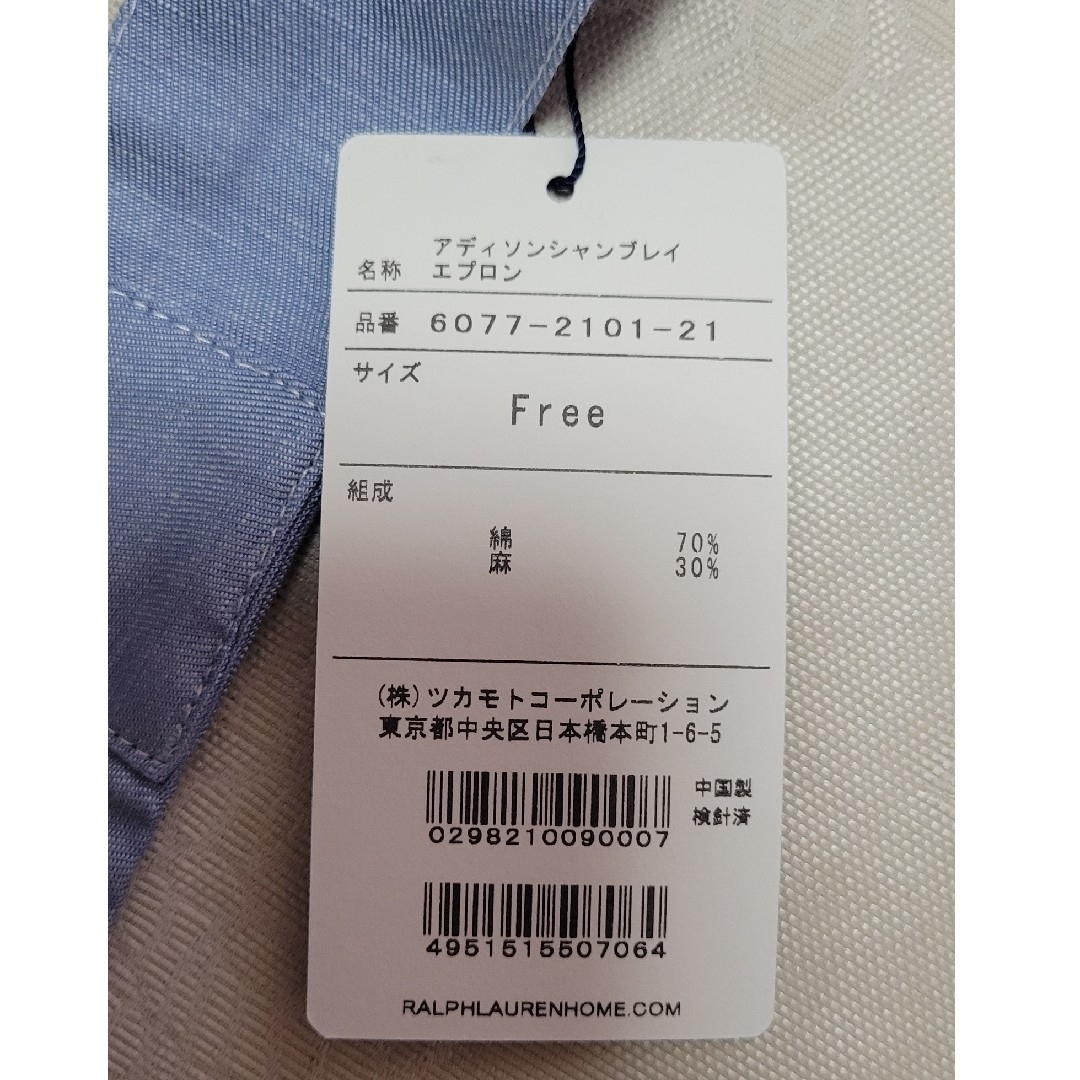 アディソンシャンブレイ
名称 エプロン
品番 6077-2101-21
サイズ
Free
組成
綿 70%
麻 30%
(株)ツカモトコーポレーション
東京都中央区日本橋本町1-6-5
中国製
検針済
0298210090007
4951515507064
RALPHLAURENHOME.COM